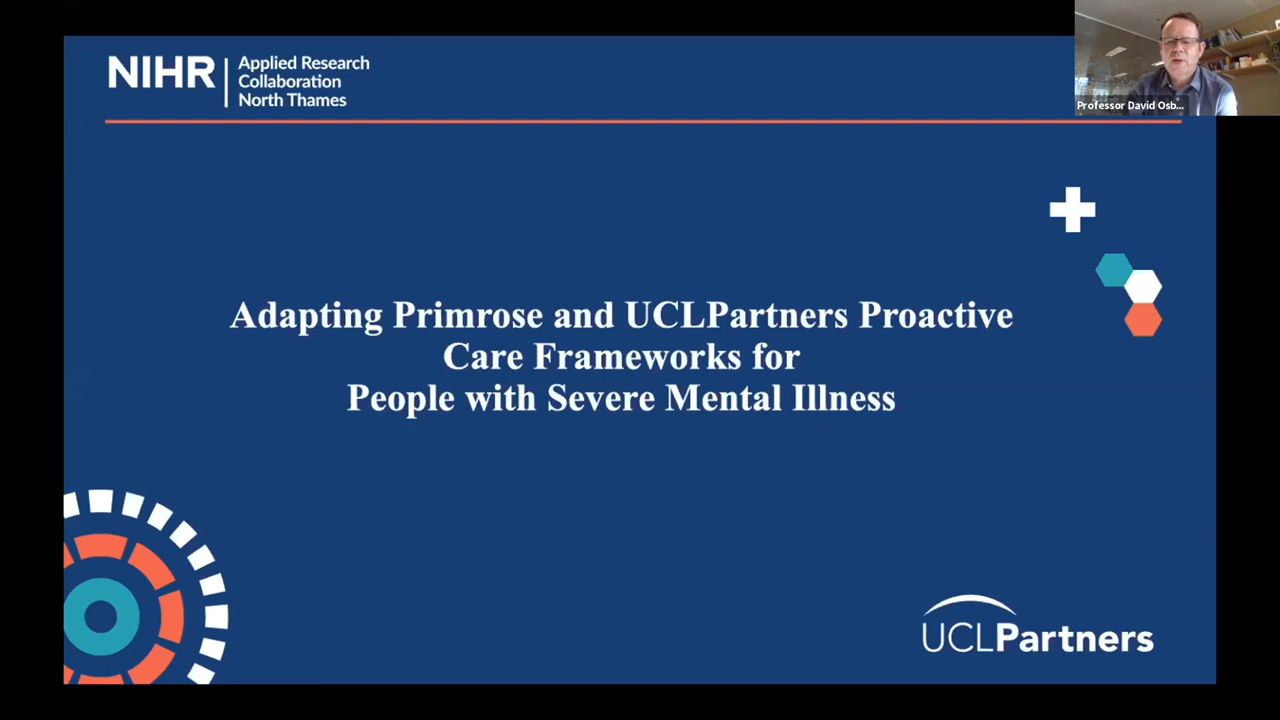 NIHR
Applied Research
Collaboration
North Thames
Professor David Osb...
Adapting Primrose and UCLPartners Proactive
Care Frameworks for
People with Severe Mental Illness
UCLPartners